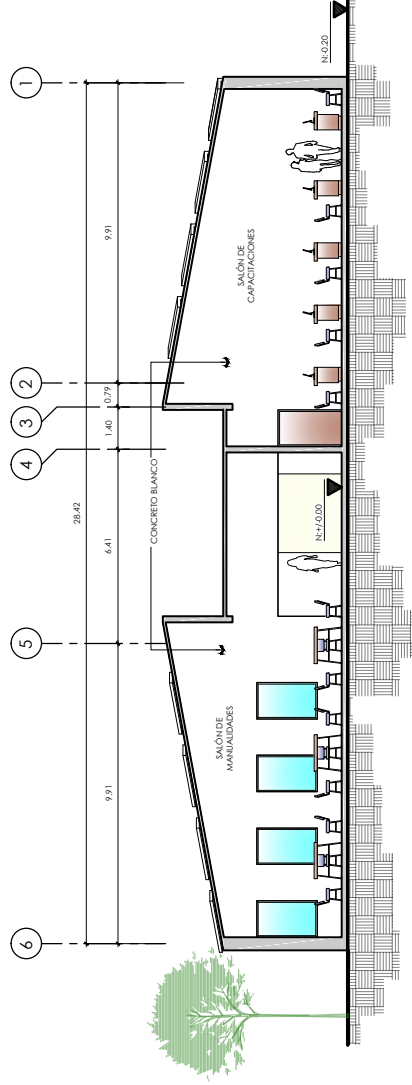 6
5
4
3
2
1
28.42
9.91
6.41
1.40
0.79
9.91
CONCRETO BLANCO
SALÓN DE
MANUALIDADES
SALÓN DE
CAPACITACIONES
N:+/-0.00
N:-0.20